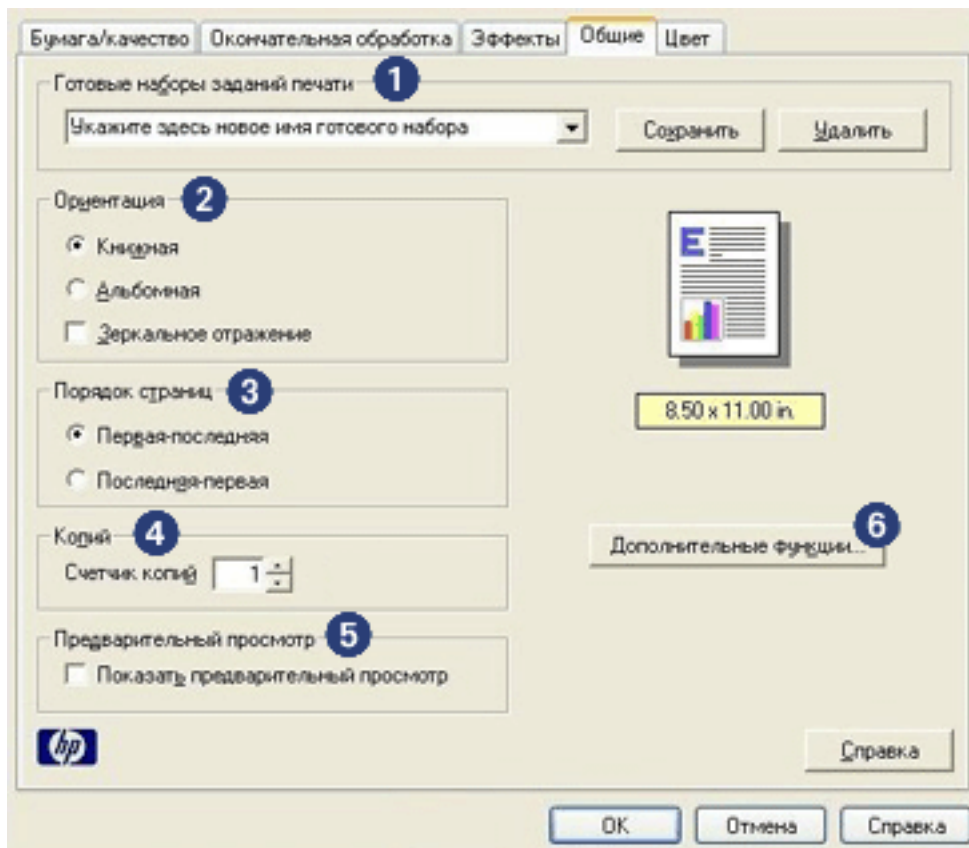 Бумага/качество Окончательная обработка Эффекты Общие Цвет
Готовые наборы заданий печати 1
Укажите здесь новое имя готового набора Сохранить Удалить
Ориентация 2
Книжная
Альбомная
Зеркальное отражение
E
8.50 x 11.00 in.
Порядок страниц 3
Первая-последняя
Последняя-первая
Копий 4
Счетчик копий 1
Дополнительные функции... 6
Предварительный просмотр 5
Показать предварительный просмотр
hp
Справка
OK Отмена Справка